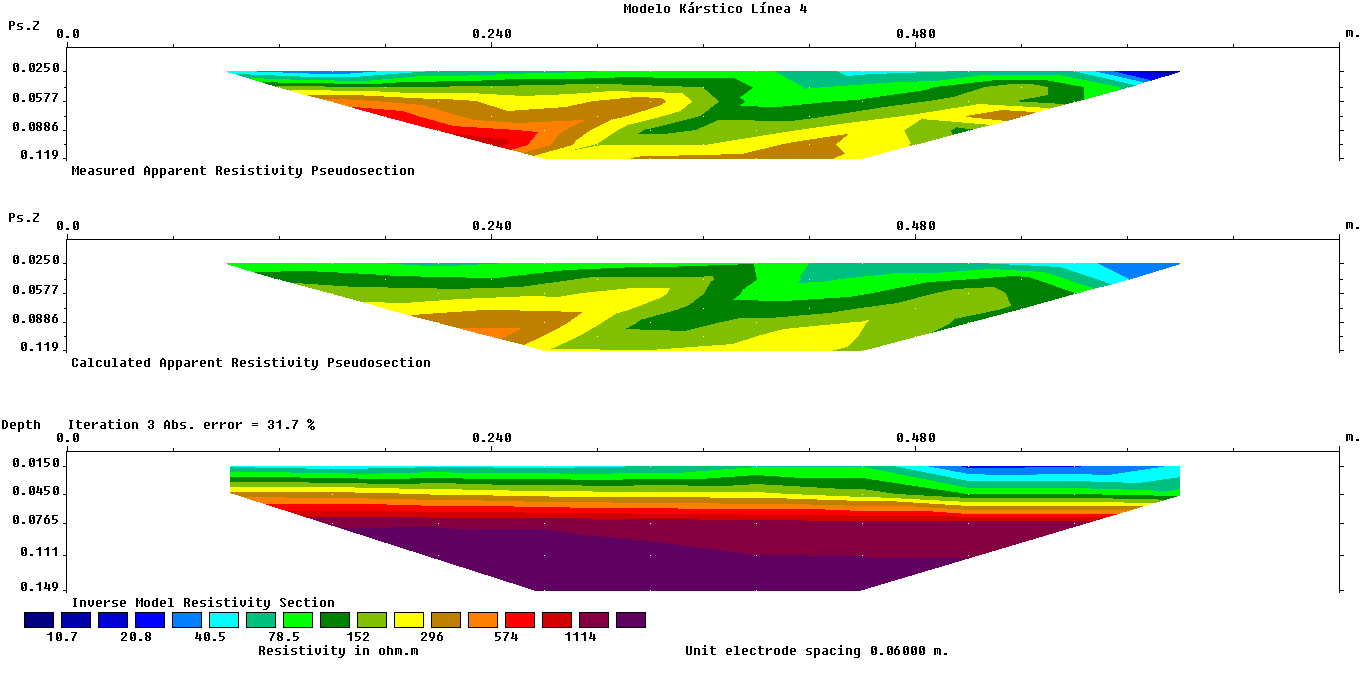 Modelo Kárstico Línea 4
Ps.Z 0.0 0.240 0.480 m.
0.0250
0.0577
0.0886
0.119
Measured Apparent Resistivity Pseudosection
Ps.Z 0.0 0.240 0.480 m.
0.0250
0.0577
0.0886
0.119
Calculated Apparent Resistivity Pseudosection
Depth Iteration 3 Abs. error = 31.7 %
0.0 0.240 0.480 m.
0.0150
0.0450
0.0765
0.111
0.149
Inverse Model Resistivity Section
10.7 20.8 40.5 78.5 152 296 574 1114
Resistivity in ohm.m Unit electrode spacing 0.06000 m.